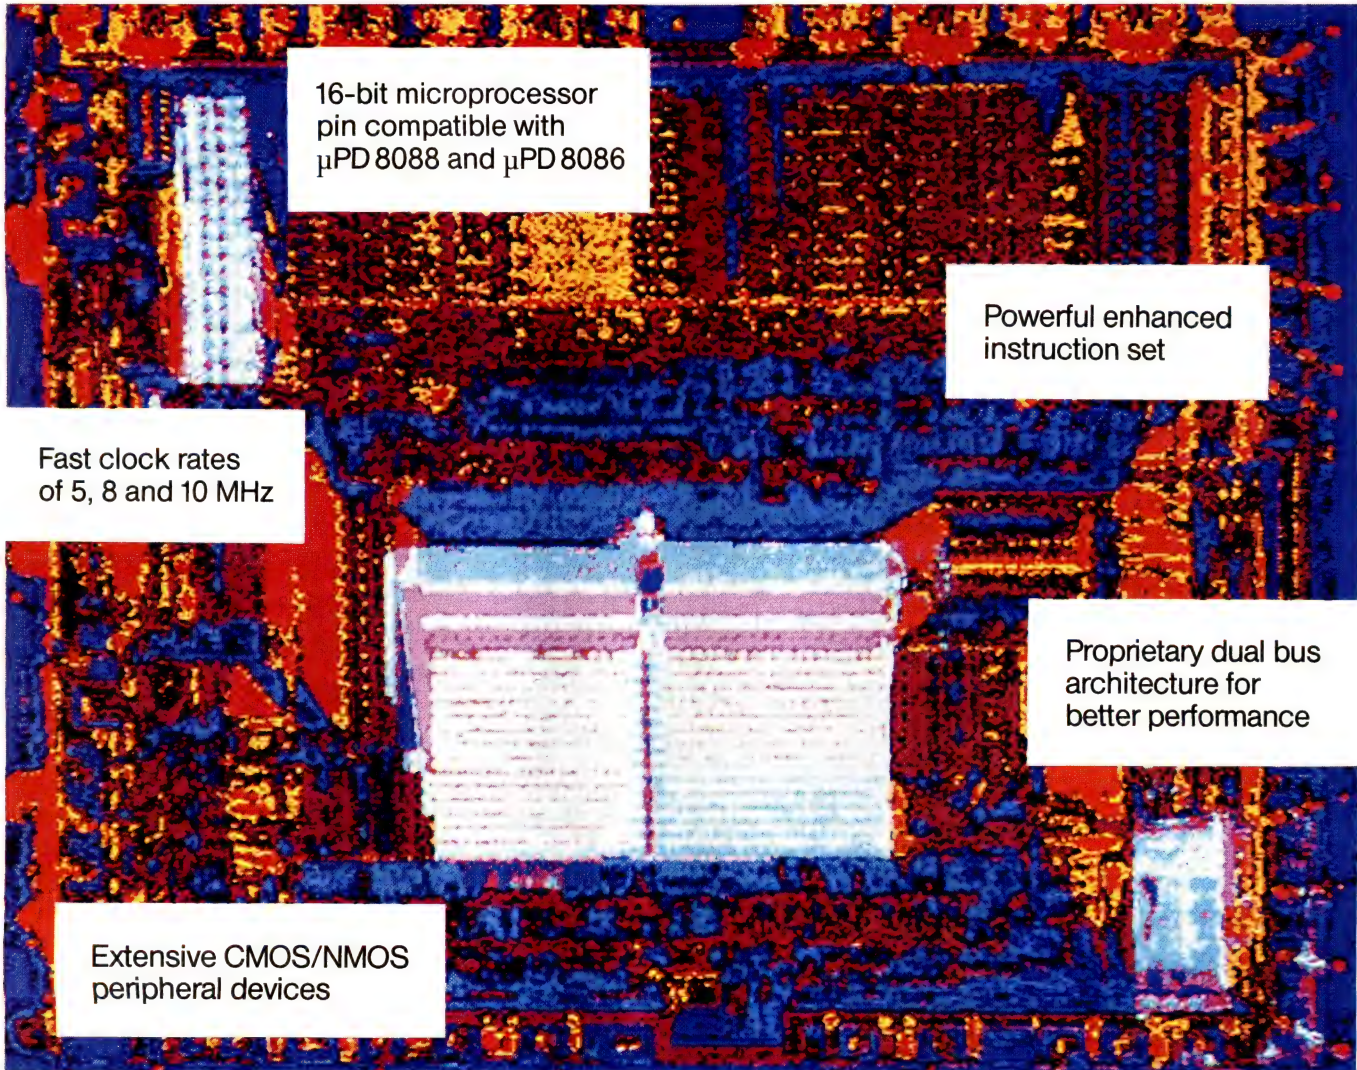 16-bit microprocessor
pin compatible with
µPD 8088 and µPD 8086
Powerful enhanced
instruction set
Fast clock rates
of 5, 8 and 10 MHz
Proprietary dual bus
architecture for
better performance
Extensive CMOS/NMOS
peripheral devices